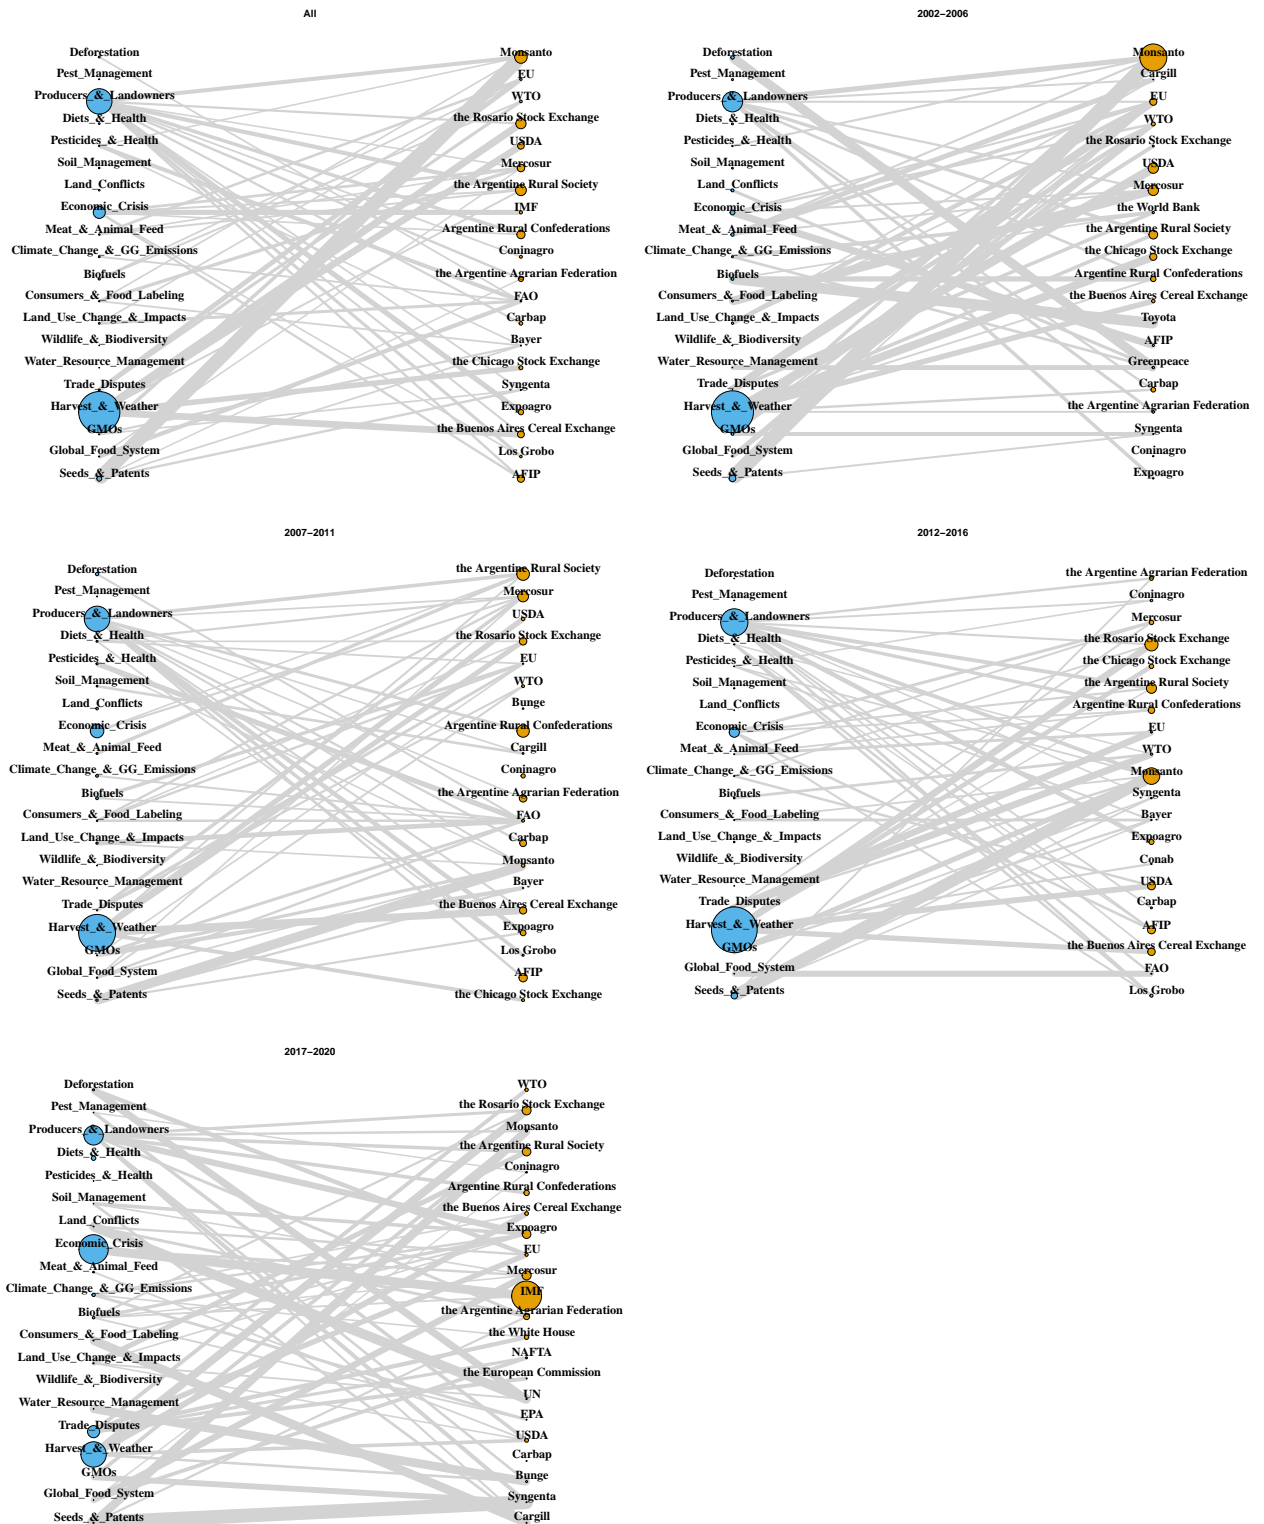 All
Deforestation
Pest_Management
Producers_&_Landowners
Diets_&_Health
Pesticides_&_Health
Soil_Management
Land_Conflicts
Economic_Crisis
Meat_&_Animal_Feed
Climate_Change_&_GG_Emissions
Biofuels
Consumers_&_Food_Labeling
Land_Use_Change_&_Impacts
Wildlife_&_Biodiversity
Water_Resource_Management
Trade_Disputes
Harvest_&_Weather
GMOs
Global_Food_System
Seeds_&_Patents
Monsanto
EU
WTO
the Rosario Stock Exchange
USDA
Mercosur
the Argentine Rural Society
IMF
Argentine Rural Confederations
Coninagro
the Argentine Agrarian Federation
FAO
Carbap
Bayer
the Chicago Stock Exchange
Syngenta
Expoagro
the Buenos Aires Cereal Exchange
Los Grobo
AFIP
2002−2006
Deforestation
Pest_Management
Producers_&_Landowners
Diets_&_Health
Pesticides_&_Health
Soil_Management
Land_Conflicts
Economic_Crisis
Meat_&_Animal_Feed
Climate_Change_&_GG_Emissions
Biofuels
Consumers_&_Food_Labeling
Land_Use_Change_&_Impacts
Wildlife_&_Biodiversity
Water_Resource_Management
Trade_Disputes
Harvest_&_Weather
GMOs
Global_Food_System
Seeds_&_Patents
Monsanto
Cargill
EU
WTO
the Rosario Stock Exchange
USDA
Mercosur
the World Bank
the Argentine Rural Society
the Chicago Stock Exchange
Argentine Rural Confederations
the Buenos Aires Cereal Exchange
Toyota
AFIP
Greenpeace
Carbap
the Argentine Agrarian Federation
Syngenta
Coninagro
Expoagro
2007−2011
Deforestation
Pest_Management
Producers_&_Landowners
Diets_&_Health
Pesticides_&_Health
Soil_Management
Land_Conflicts
Economic_Crisis
Meat_&_Animal_Feed
Climate_Change_&_GG_Emissions
Biofuels
Consumers_&_Food_Labeling
Land_Use_Change_&_Impacts
Wildlife_&_Biodiversity
Water_Resource_Management
Trade_Disputes
Harvest_&_Weather
GMOs
Global_Food_System
Seeds_&_Patents
the Argentine Rural Society
Mercosur
USDA
the Rosario Stock Exchange
EU
WTO
Bunge
Argentine Rural Confederations
Cargill
Coninagro
the Argentine Agrarian Federation
FAO
Carbap
Monsanto
Bayer
the Buenos Aires Cereal Exchange
Expoagro
Los Grobo
AFIP
the Chicago Stock Exchange
2012−2016
Deforestation
Pest_Management
Producers_&_Landowners
Diets_&_Health
Pesticides_&_Health
Soil_Management
Land_Conflicts
Economic_Crisis
Meat_&_Animal_Feed
Climate_Change_&_GG_Emissions
Biofuels
Consumers_&_Food_Labeling
Land_Use_Change_&_Impacts
Wildlife_&_Biodiversity
Water_Resource_Management
Trade_Disputes
Harvest_&_Weather
GMOs
Global_Food_System
Seeds_&_Patents
the Argentine Agrarian Federation
Coninagro
Mercosur
the Rosario Stock Exchange
the Chicago Stock Exchange
the Argentine Rural Society
Argentine Rural Confederations
EU
WTO
Monsanto
Syngenta
Bayer
Expoagro
Conab
USDA
Carbap
AFIP
the Buenos Aires Cereal Exchange
FAO
Los Grobo
2017−2020
Deforestation
Pest_Management
Producers_&_Landowners
Diets_&_Health
Pesticides_&_Health
Soil_Management
Land_Conflicts
Economic_Crisis
Meat_&_Animal_Feed
Climate_Change_&_GG_Emissions
Biofuels
Consumers_&_Food_Labeling
Land_Use_Change_&_Impacts
Wildlife_&_Biodiversity
Water_Resource_Management
Trade_Disputes
Harvest_&_Weather
GMOs
Global_Food_System
Seeds_&_Patents
WTO
the Rosario Stock Exchange
Monsanto
the Argentine Rural Society
Coninagro
Argentine Rural Confederations
the Buenos Aires Cereal Exchange
Expoagro
EU
Mercosur
IMF
the Argentine Agrarian Federation
the White House
NAFTA
the European Commission
UN
EPA
USDA
Carbap
Bunge
Syngenta
Cargill